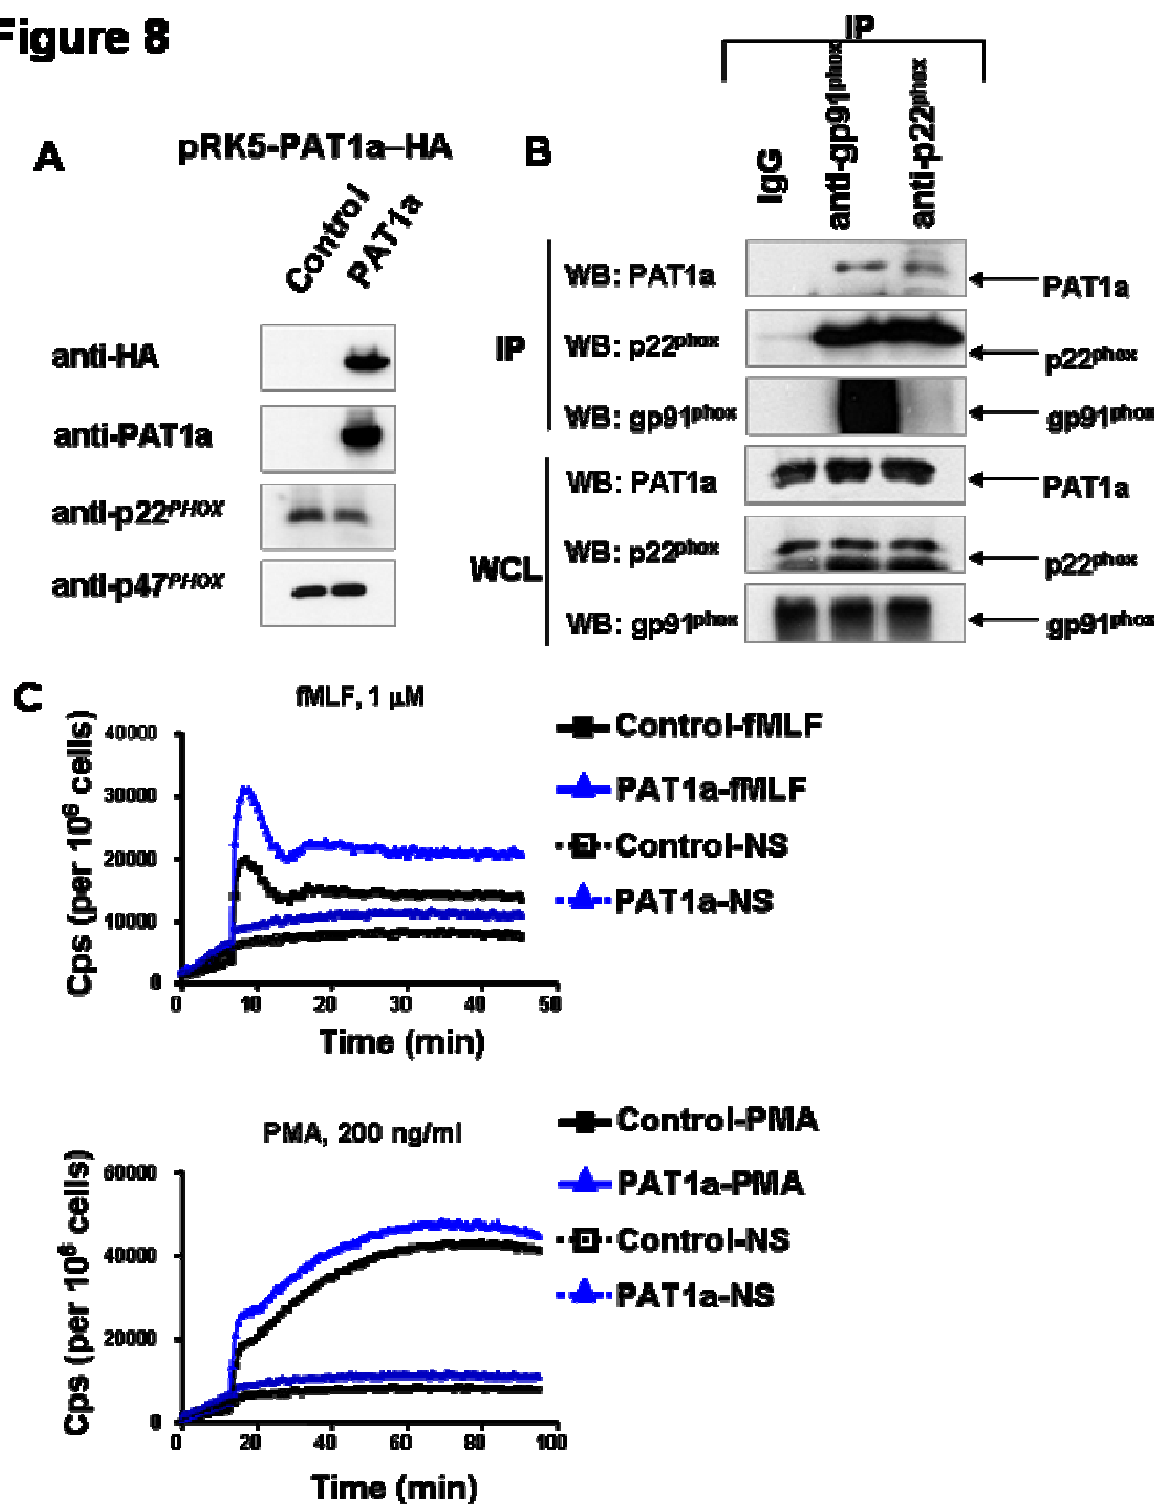 Figure 8
A
pRK5-PAT1a–HA
Control
PAT1a
anti-HA
anti-PAT1a
anti-p22PHOX
anti-p47PHOX
B
IP
IgG
anti-gp91phox
anti-p22phox
IP
WB: PAT1a
PAT1a
WB: p22phox
p22phox
WB: gp91phox
gp91phox
WCL
WB: PAT1a
PAT1a
WB: p22phox
p22phox
WB: gp91phox
gp91phox
C
fMLF, 1 µM
Cps (per 10⁶ cells)
40000
30000
20000
10000
0
0 10 20 30 40 50
Time (min)
Control-fMLF
PAT1a-fMLF
Control-NS
PAT1a-NS
PMA, 200 ng/ml
Cps (per 10⁶ cells)
60000
40000
20000
0
0 20 40 60 80 100
Time (min)
Control-PMA
PAT1a-PMA
Control-NS
PAT1a-NS